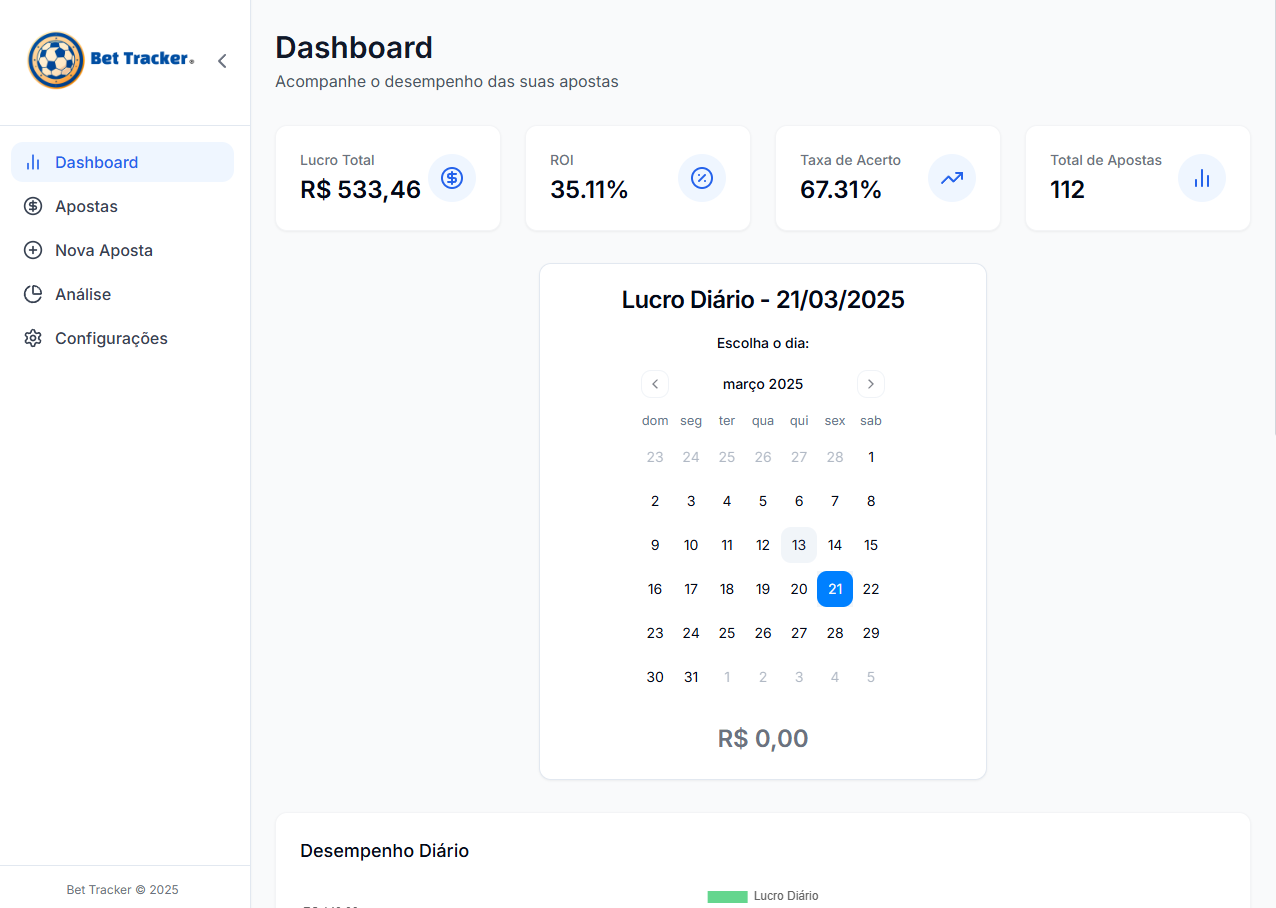 Bet Tracker
Dashboard
Apostas
Nova Aposta
Análise
Configurações
Bet Tracker © 2025
Dashboard
Acompanhe o desempenho das suas apostas
Lucro Total
R$ 533,46
ROI
35.11%
Taxa de Acerto
67.31%
Total de Apostas
112
Lucro Diário - 21/03/2025
Escolha o dia:
março 2025
dom seg ter qua qui sex sab
23 24 25 26 27 28 1
2 3 4 5 6 7 8
9 10 11 12 13 14 15
16 17 18 19 20 21 22
23 24 25 26 27 28 29
30 31 1 2 3 4 5
R$ 0,00
Desempenho Diário
Lucro Diário